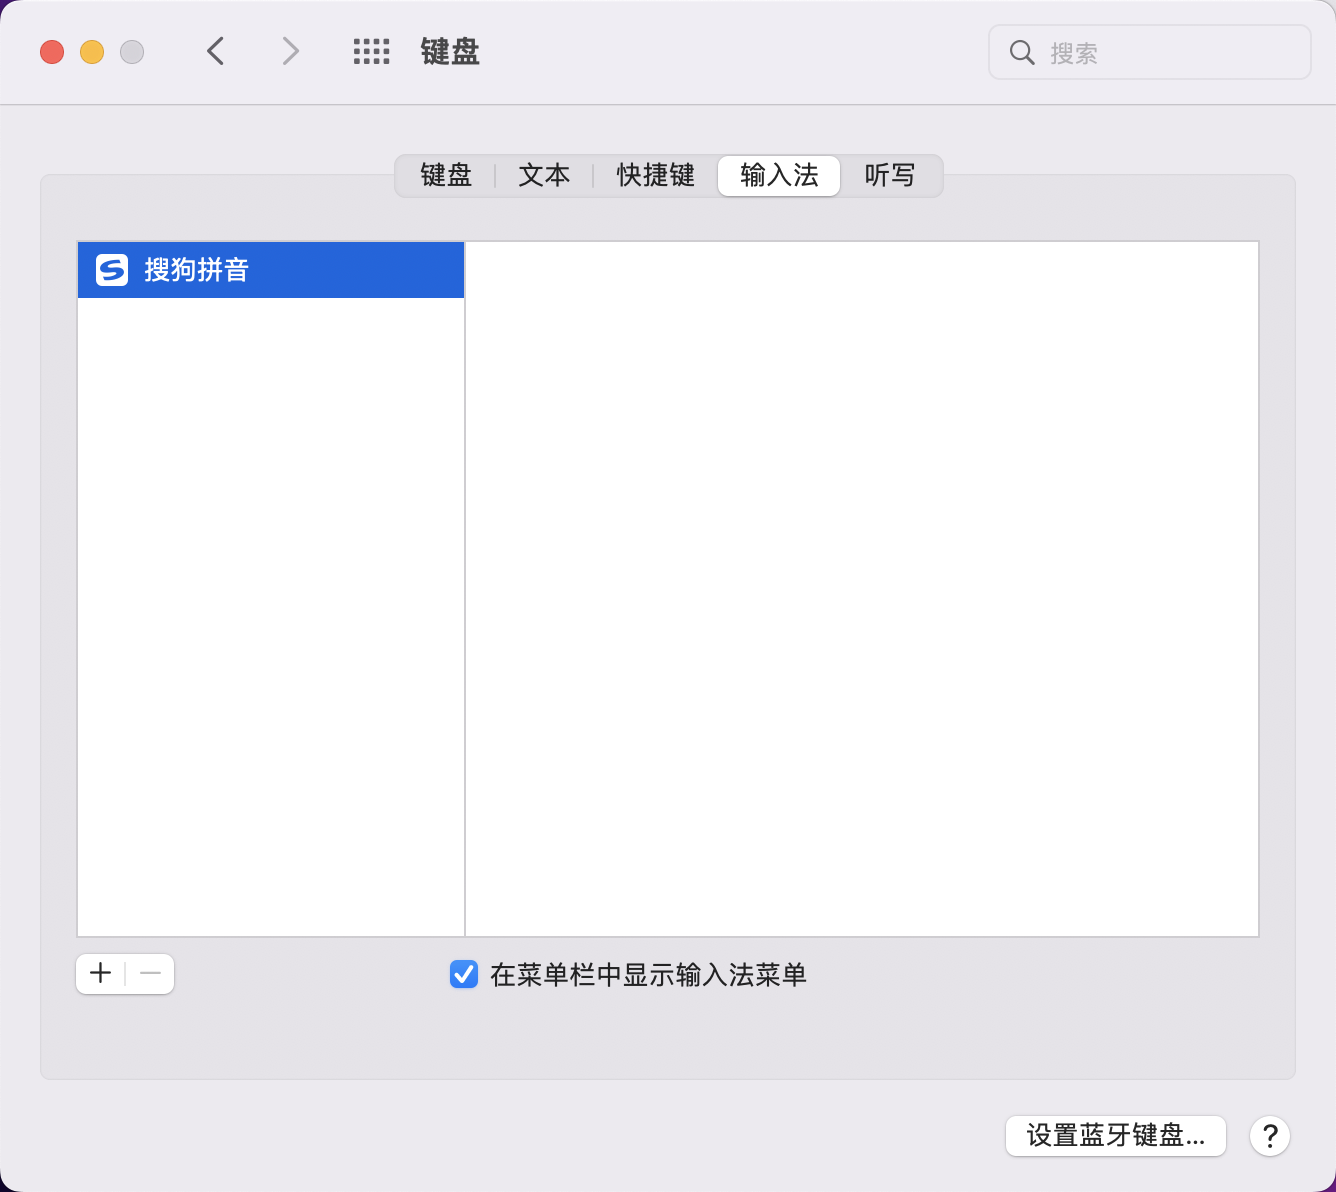 键盘
搜索
键盘 文本 快捷键 输入法 听写
搜狗拼音
在菜单栏中显示输入法菜单
设置蓝牙键盘... ?